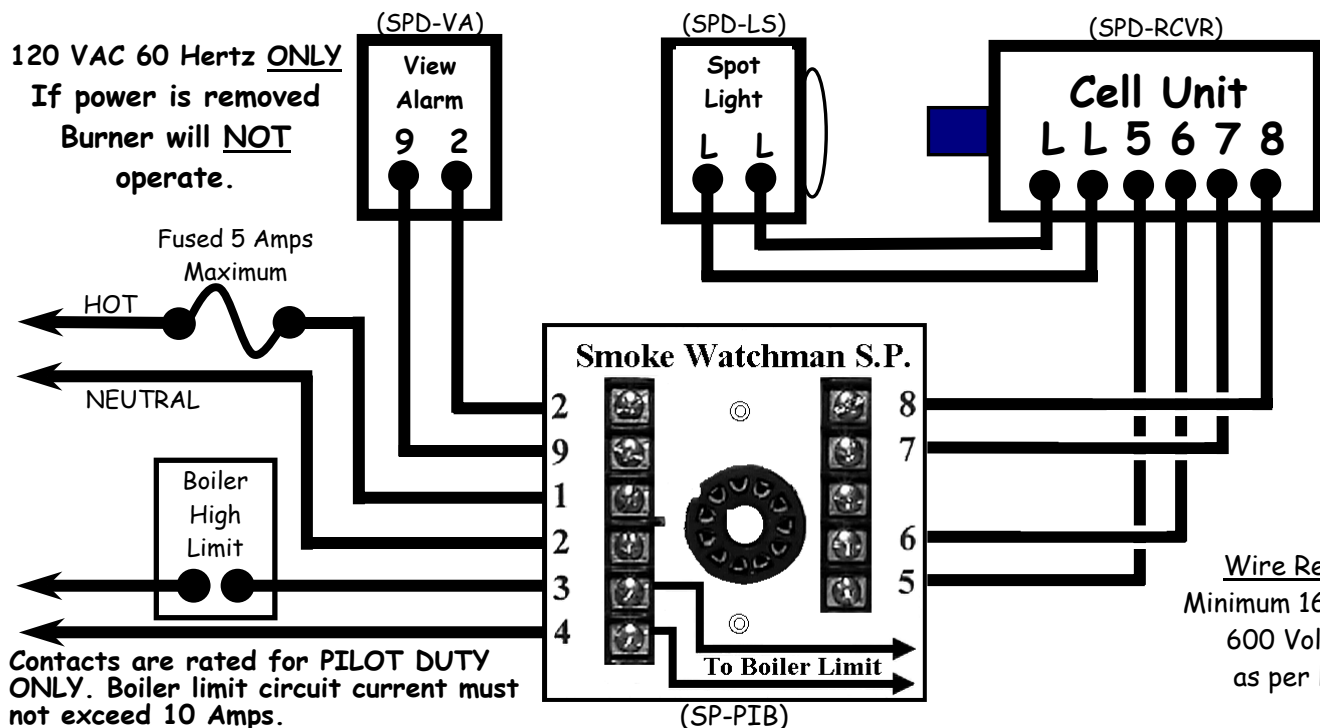 (SPD-VA)
(SPD-LS)
(SPD-RCVR)
120 VAC 60 Hertz ONLY
If power is removed
Burner will NOT
operate.
View
Alarm
9 2
Spot
Light
L L
Cell Unit
L L 5 6 7 8
Fused 5 Amps
Maximum
HOT
NEUTRAL
Smoke Watchman S.P.
2
9
1
2
3
4
8
7
6
5
Boiler
High
Limit
To Boiler Limit
(SP-PIB)
Contacts are rated for PILOT DUTY
ONLY. Boiler limit circuit current must
not exceed 10 Amps.
Wire
Minimum 16
600
as per